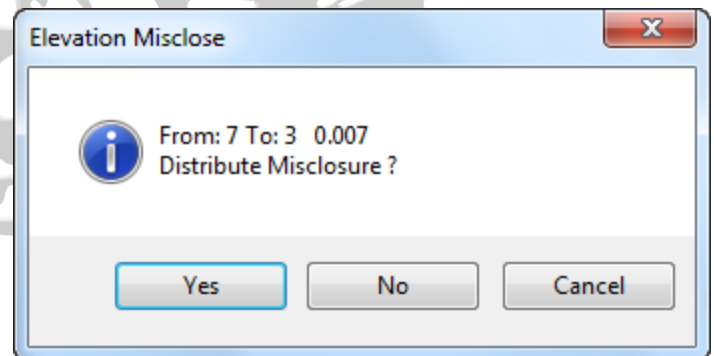 Elevation Misclose
From: 7 To: 3 0.007
Distribute Misclosure ?
Yes No Cancel